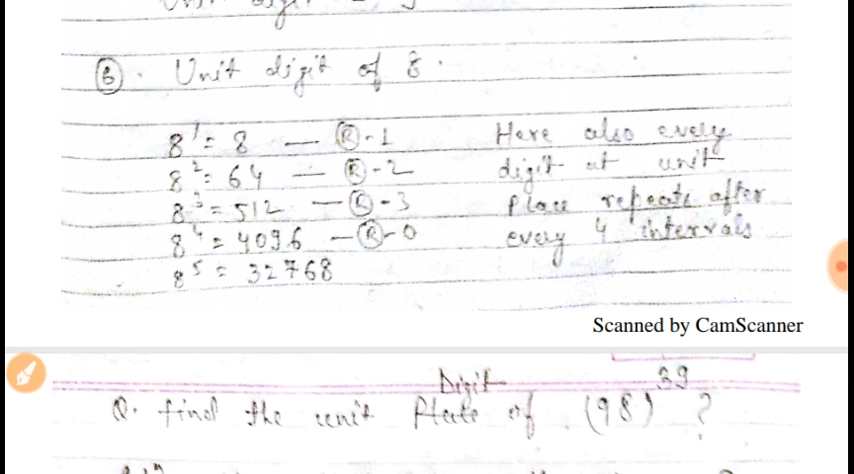 ⑧. Unit digit of 8.
8¹ = 8 — Ⓡ-1 Here also every
8² = 64 — Ⓡ-2 digit at unit
8³ = 512 — Ⓡ-3 place repeats after
8⁴ = 4096 — Ⓡ-0 every 4 intervals
8⁵ = 32768
Scanned by CamScanner
Digit
Q. find the unit Place of (98)³⁹ ?